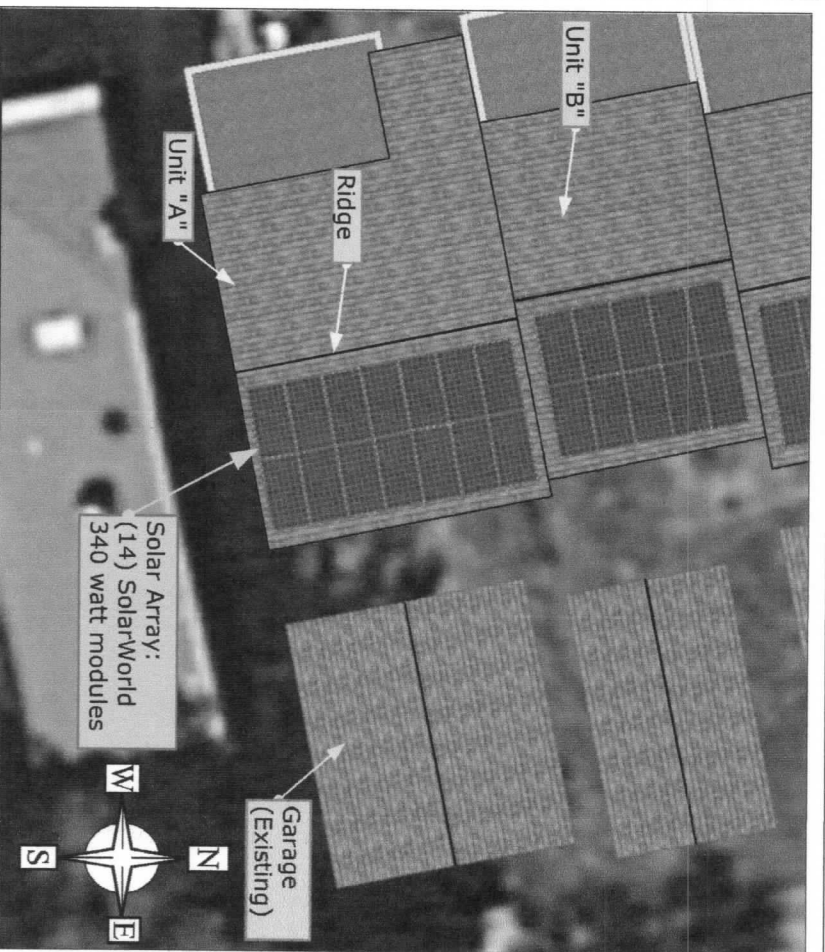 Unit "B"
Ridge
Unit "A"
Solar Array:
(14) SolarWorld
340 watt modules
Garage
(Existing)
N
W
E
S